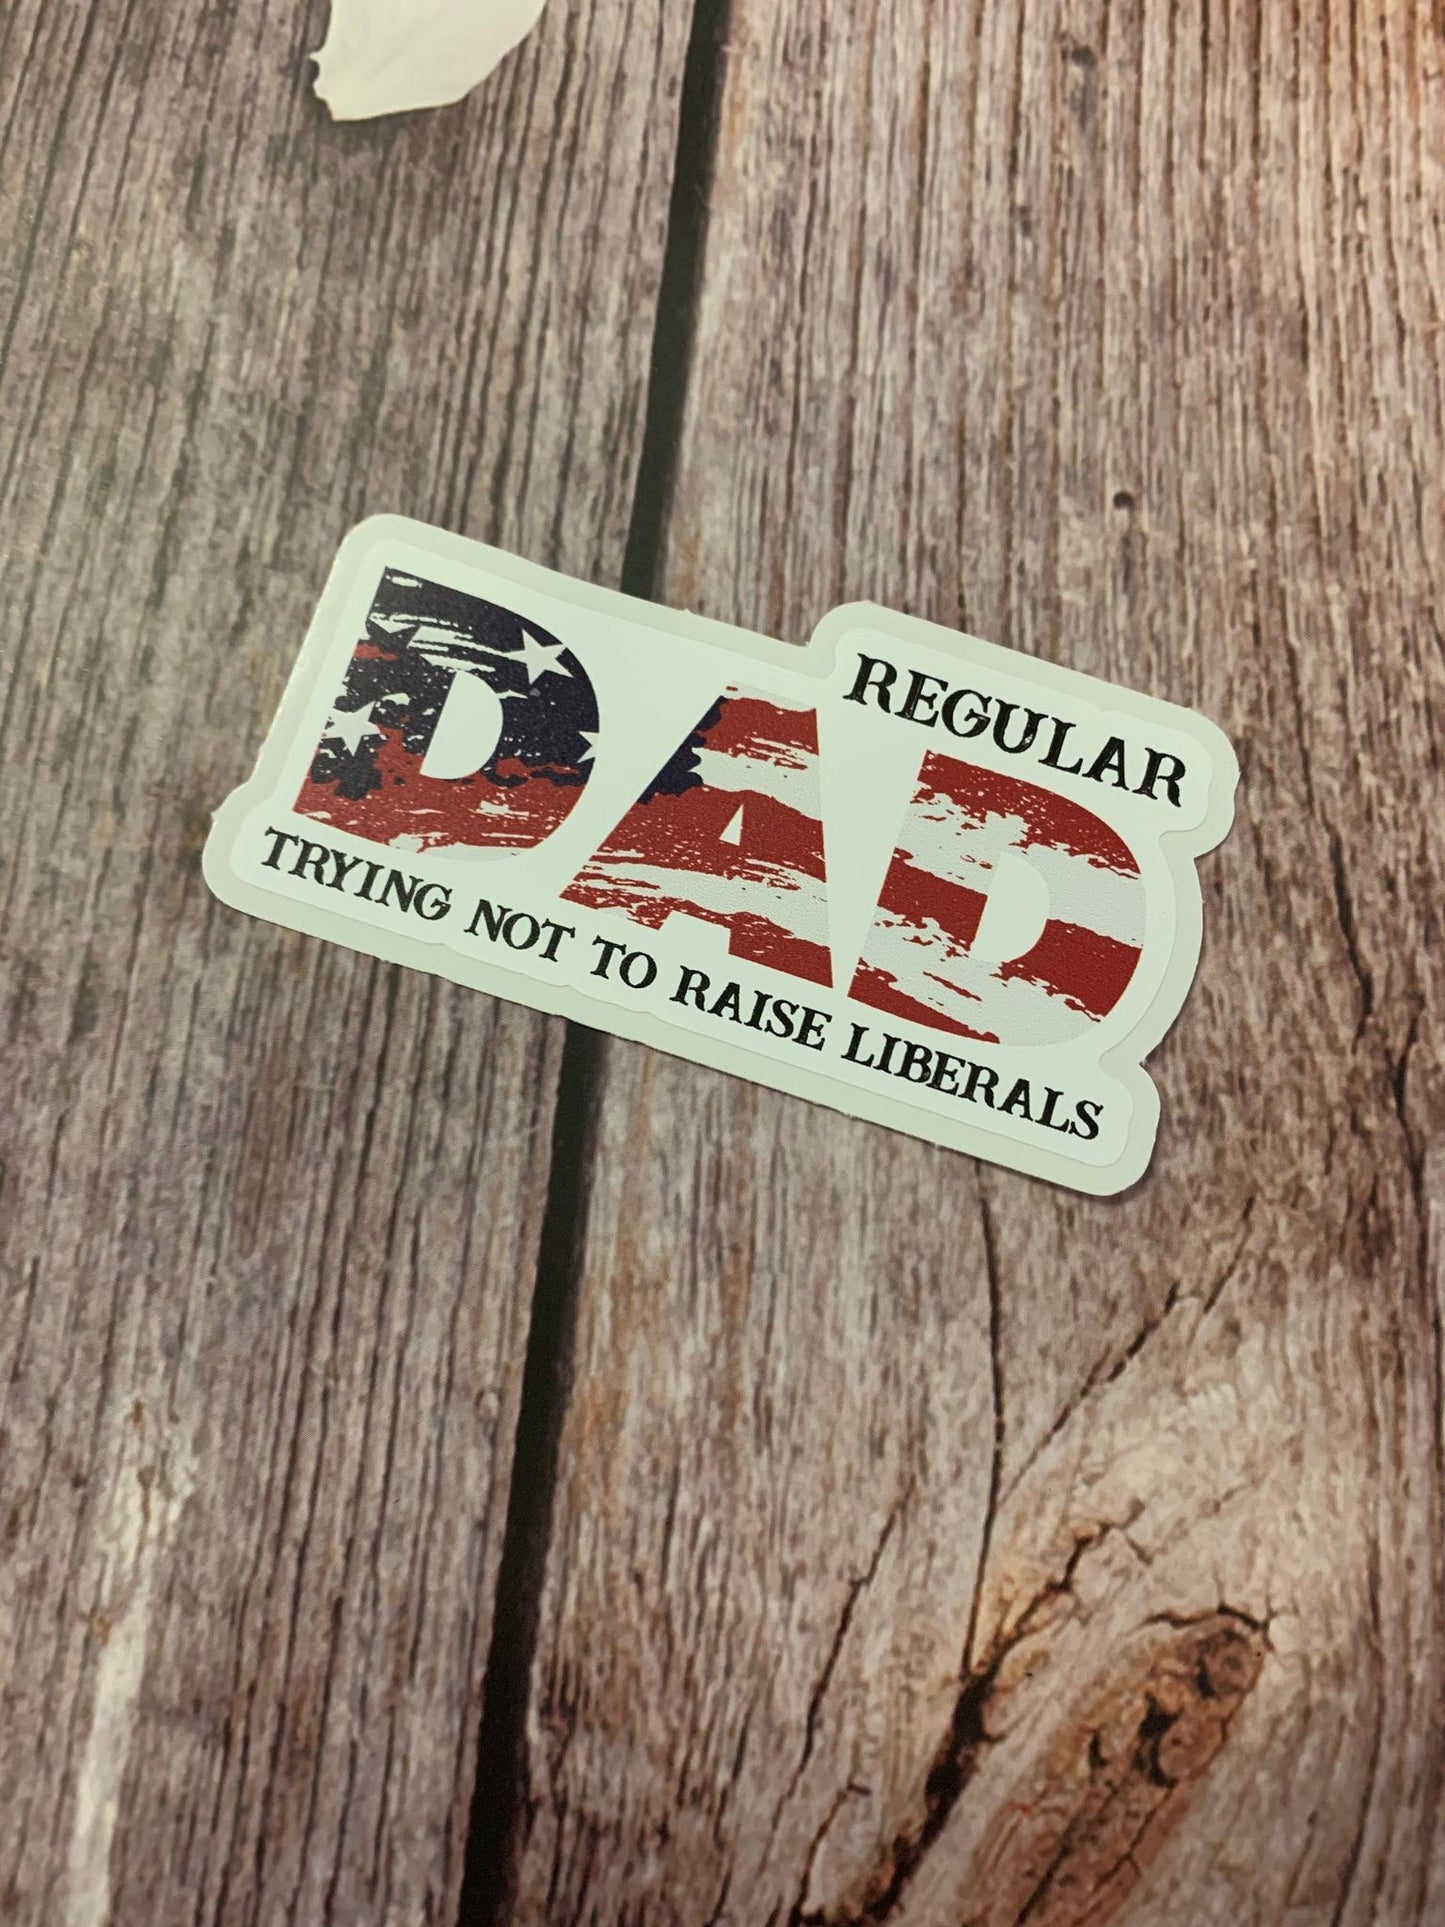 REGULAR
DAD
TRYING NOT TO RAISE LIBERALS